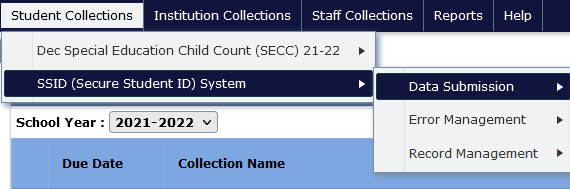 Student Collections Institution Collections Staff Collections Reports Help
Dec Special Education Child Count (SECC) 21-22
SSID (Secure Student ID) System
Data Submission
School Year : 2021-2022
Error Management
Record Management
Due Date Collection Name